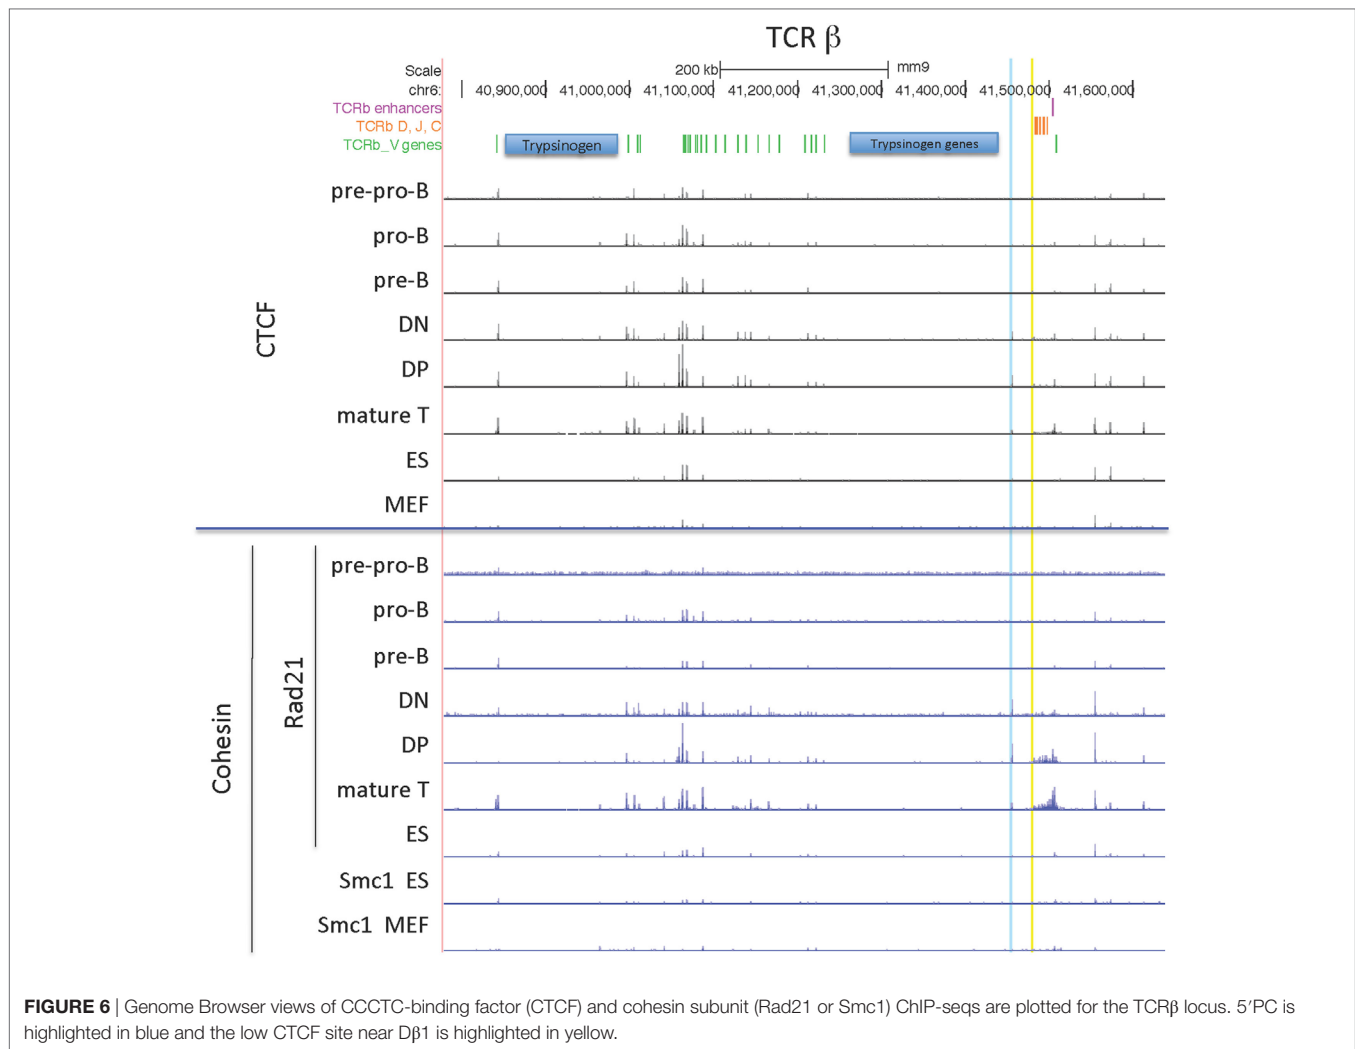 TCR β
Scale 200 kb mm9
chr6: 40,900,000 41,000,000 41,100,000 41,200,000 41,300,000 41,400,000 41,500,000 41,600,000
TCRb enhancers
TCRb D, J, C
TCRb_V genes Trypsinogen Trypsinogen genes
CTCF
pre-pro-B
pro-B
pre-B
DN
DP
mature T
ES
MEF
Cohesin
Rad21
pre-pro-B
pro-B
pre-B
DN
DP
mature T
ES
Smc1 ES
Smc1 MEF
FIGURE 6 | Genome Browser views of CCCTC-binding factor (CTCF) and cohesin subunit (Rad21 or Smc1) ChIP-seqs are plotted for the TCRβ locus. 5′PC is
highlighted in blue and the low CTCF site near Dβ1 is highlighted in yellow.